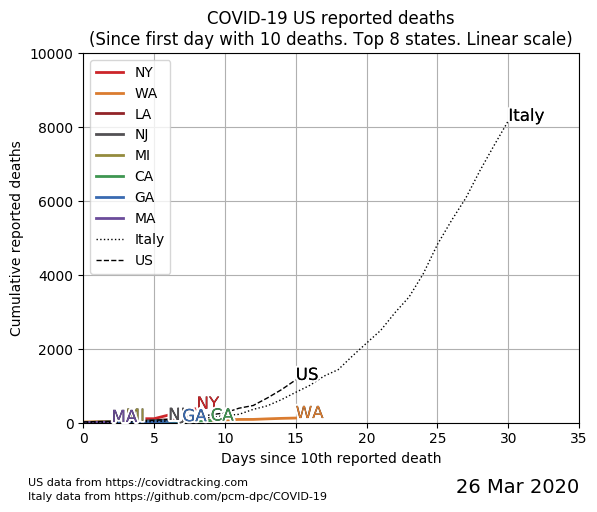 COVID-19 US reported deaths
(Since first day with 10 deaths. Top 8 states. Linear scale)
10000
8000
6000
4000
2000
0
Cumulative reported deaths
NY
WA
LA
NJ
MI
CA
GA
MA
Italy
US
Italy
US
NY
WA
MA
GA
CA
0 5 10 15 20 25 30 35
Days since 10th reported death
US data from https://covidtracking.com
Italy data from https://github.com/pcm-dpc/COVID-19
26 Mar 2020